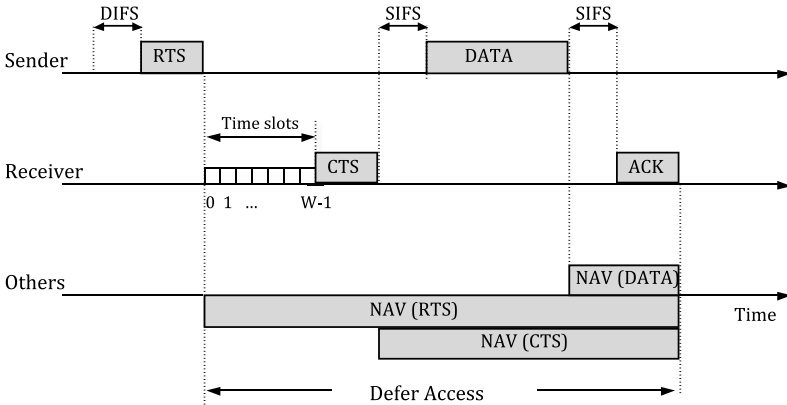 DIFS SIFS SIFS
Sender RTS DATA
Time slots
Receiver CTS ACK
0 1 ... W-1
Others NAV (DATA)
NAV (RTS) Time
NAV (CTS)
Defer Access